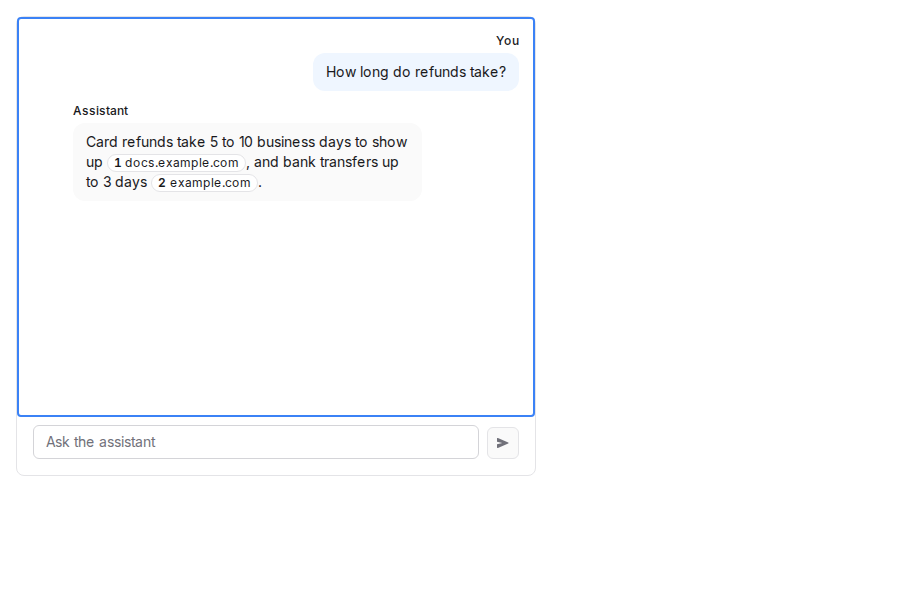 You
How long do refunds take?
Assistant
Card refunds take 5 to 10 business days to show
up 1 docs.example.com, and bank transfers up
to 3 days 2 example.com.
Ask the assistant